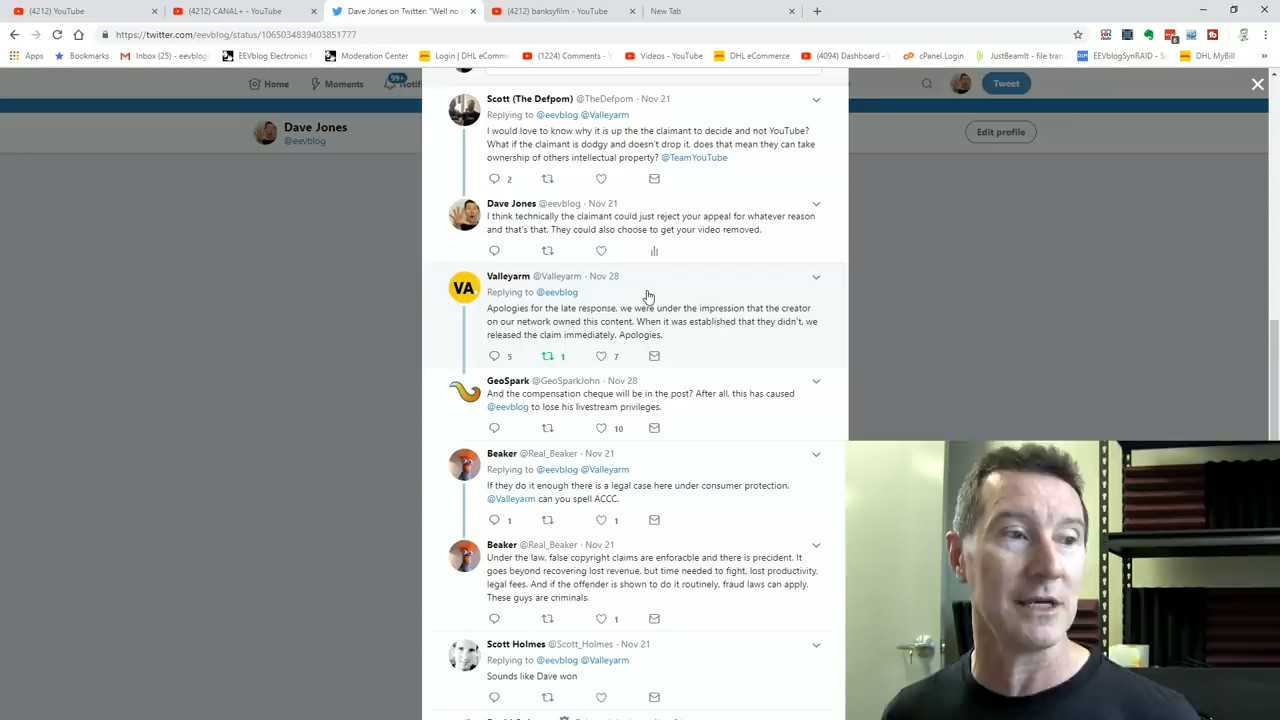 (4212) YouTube
(4212) CANAL+ - YouTube
Dave Jones on Twitter: "Well no
(4212) banksyfilm - YouTube
New Tab
https://twitter.com/eevblog/status/1065034839403851777
Apps
Bookmarks
Inbox (25) - eevblog
EEVblog Electronics
Moderation Center
Login | DHL eComm
(1224) Comments -
Videos - YouTube
DHL eCommerce
(4094) Dashboard -
cPanel Login
JustBeamIt - file tran
EEVblogSynRAID - S
DHL MyBill
Home
Moments
99+
Notif
Tweet
Dave Jones
@eevblog
Edit profile
Scott (The Defpom) @TheDefpom · Nov 21
Replying to @eevblog @Valleyarm
I would love to know why it is up the the claimant to decide and not YouTube?
What if the claimant is dodgy and doesn't drop it, does that mean they can take
ownership of others intellectual property? @TeamYouTube
2
Dave Jones @eevblog · Nov 21
I think technically the claimant could just reject your appeal for whatever reason
and that's that. They could also choose to get your video removed.
VA
Valleyarm @Valleyarm · Nov 28
Replying to @eevblog
Apologies for the late response, we were under the impression that the creator
on our network owned this content. When it was established that they didn't, we
released the claim immediately. Apologies.
5 1 7
GeoSpark @GeoSparkJohn · Nov 28
And the compensation cheque will be in the post? After all, this has caused
@eevblog to lose his livestream privileges.
10
Beaker @Real_Beaker · Nov 21
Replying to @eevblog @Valleyarm
If they do it enough there is a legal case here under consumer protection.
@Valleyarm can you spell ACCC.
1 1
Beaker @Real_Beaker · Nov 21
Under the law, false copyright claims are enforacble and there is precident. It
goes beyond recovering lost revenue, but time needed to fight, lost productivity,
legal fees. And if the offender is shown to do it routinely, fraud laws can apply.
These guys are criminals.
1
Scott Holmes @Scott_Holmes · Nov 21
Replying to @eevblog @Valleyarm
Sounds like Dave won